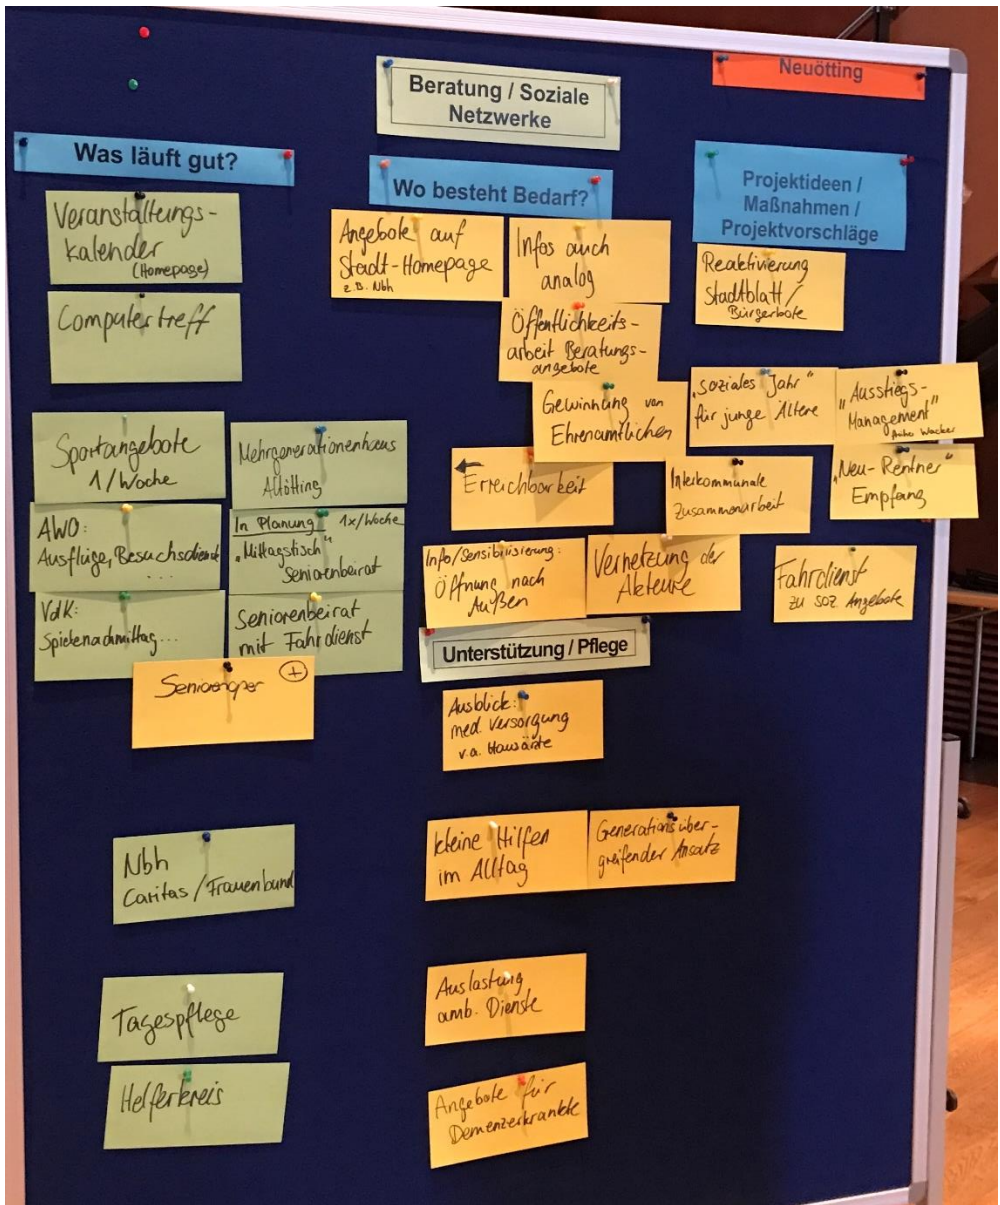 Neuötting
Beratung / Soziale
Netzwerke
Was läuft gut?
Wo besteht Bedarf?
Projektideen /
Maßnahmen /
Projektvorschläge
Veranstaltungs-
kalender
(Homepage)
Computertreff
Sportangebote
1/Woche
Mehrgenerationenhaus
Altötting
AWO:
Ausflüge, Besuchsdienste
...
In Planung 1x/Woche
"Mittagstisch"
Seniorenbeirat
VdK:
Spielenachmittag...
Seniorenbeirat
mit Fahrdienst
+
Angebote auf
Stadt-Homepage
z.B. Nbh
Infos auch
analog
Öffentlichkeits-
arbeit Beratungs-
angebote
Gewinnung von
Ehrenamtlichen
Erreichbarkeit
Info/Sensibilisierung:
Öffnung nach
Außen
Vernetzung der
Akteure
Reaktivierung
Stadtblatt /
Bürgerbote
"soziales Jahr"
für junge Ältere
"Ausstiegs-
Management"
früher Wacker
Interkommunale
Zusammenarbeit
"Neu-Rentner"
Empfang
Fahrdienst
zu soz. Angebote
Unterstützung / Pflege
Ausblick:
med. Versorgung
v.a. Hausärzte
Nbh
Caritas / Frauenbund
kleine Hilfen
im Alltag
Generationsüber-
greifender Ansatz
Tagespflege
Auslastung
amb. Dienste
Helferkreis
Angebote für
Demenzerkrankte